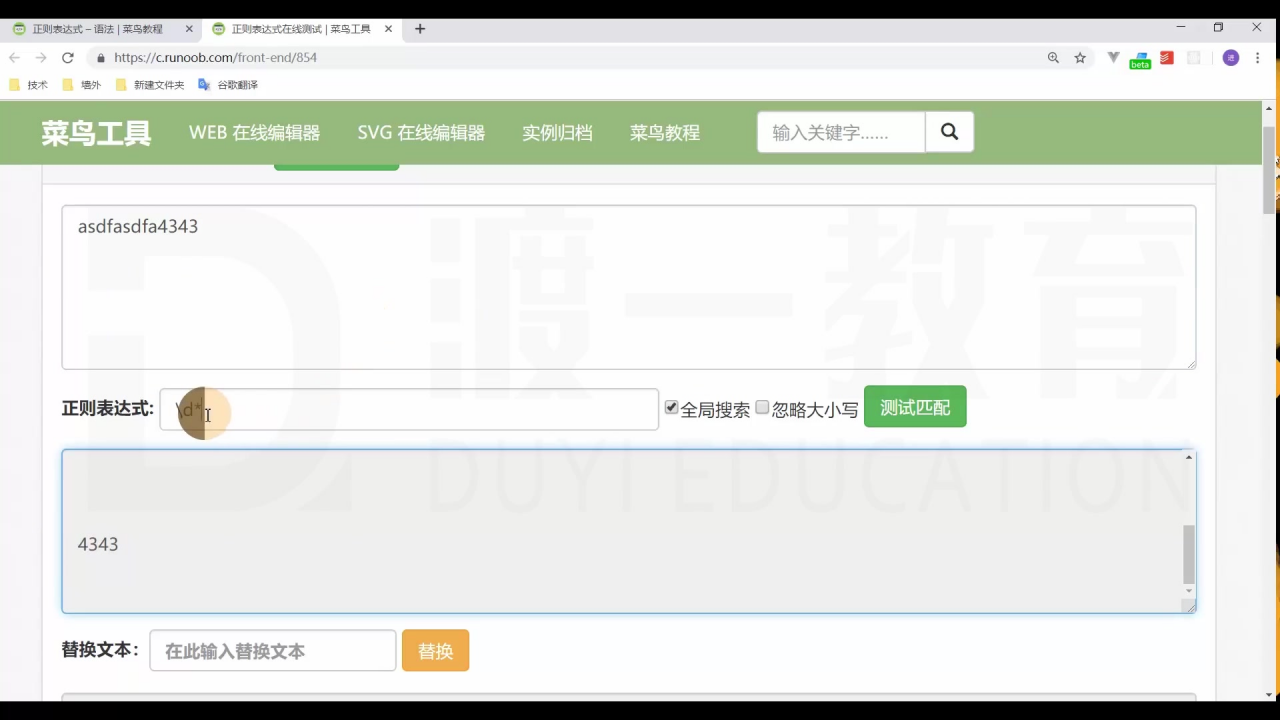 正则表达式 – 语法 | 菜鸟教程
正则表达式在线测试 | 菜鸟工具
https://c.runoob.com/front-end/854
beta
进
技术
墙外
新建文件夹
谷歌翻译
菜鸟工具
WEB 在线编辑器
SVG 在线编辑器
实例归档
菜鸟教程
输入关键字......
asdfasdfa4343
渡一教育
正则表达式: \d*
全局搜索
忽略大小写
测试匹配
DUYI EDUCATION
4343
替换文本:
在此输入替换文本
替换